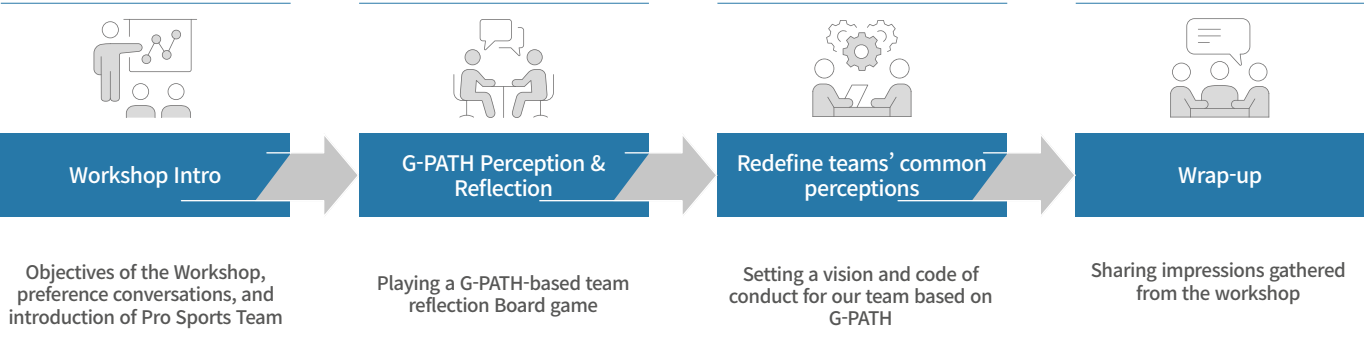 Workshop Intro
G-PATH Perception &
Reflection
Redefine teams’ common
perceptions
Wrap-up
Objectives of the Workshop,
preference conversations, and
introduction of Pro Sports Team
Playing a G-PATH-based team
reflection Board game
Setting a vision and code of
conduct for our team based on
G-PATH
Sharing impressions gathered
from the workshop